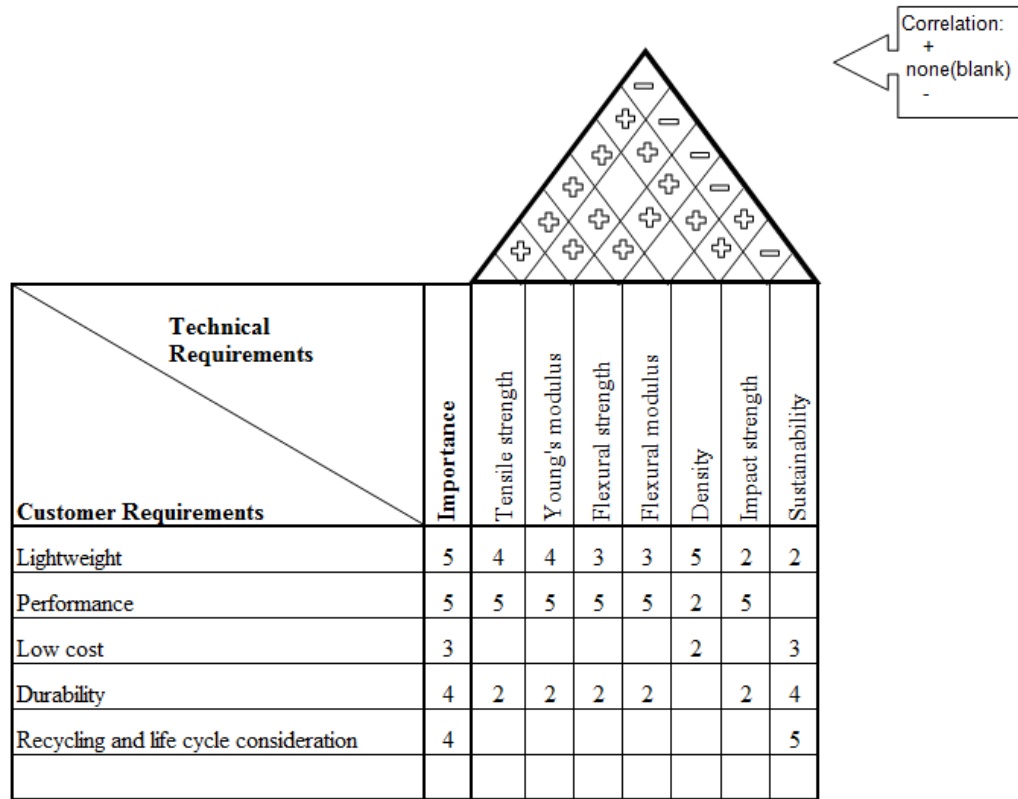 Correlation:
+
none(blank)
-
-
+ -
+ + -
+ + -
+ + + + +
+ + + + -
Technical
Requirements
Customer Requirements
Importance
Tensile strength
Young's modulus
Flexural strength
Flexural modulus
Density
Impact strength
Sustainability
Lightweight 5 4 4 3 3 5 2 2
Performance 5 5 5 5 5 2 5
Low cost 3 2 3
Durability 4 2 2 2 2 2 4
Recycling and life cycle consideration 4 5